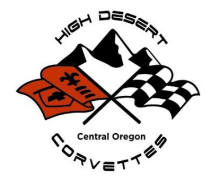 HIGH DESERT
Central Oregon
CORVETTES